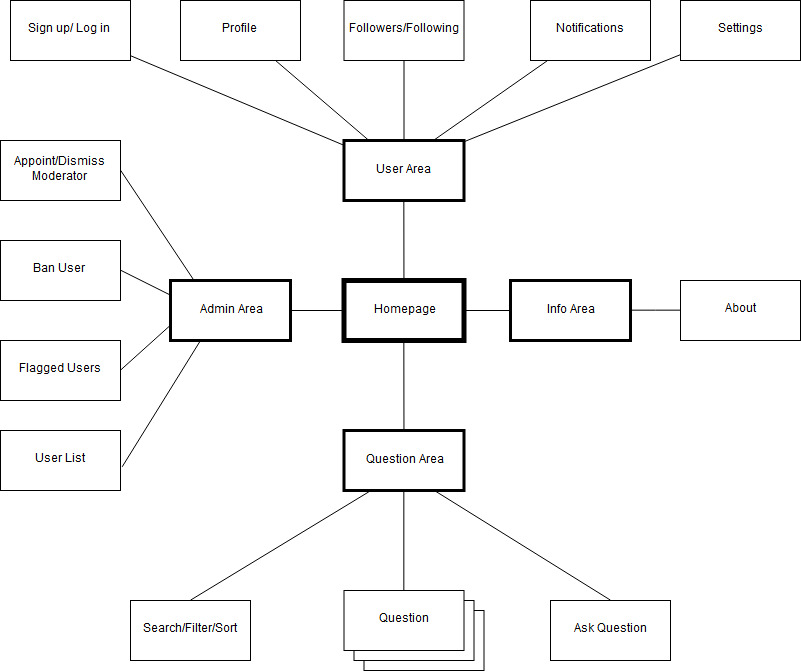 Sign up/ Log in
Profile
Followers/Following
Notifications
Settings
Appoint/Dismiss
Moderator
User Area
Ban User
Admin Area
Homepage
Info Area
About
Flagged Users
User List
Question Area
Search/Filter/Sort
Question
Ask Question